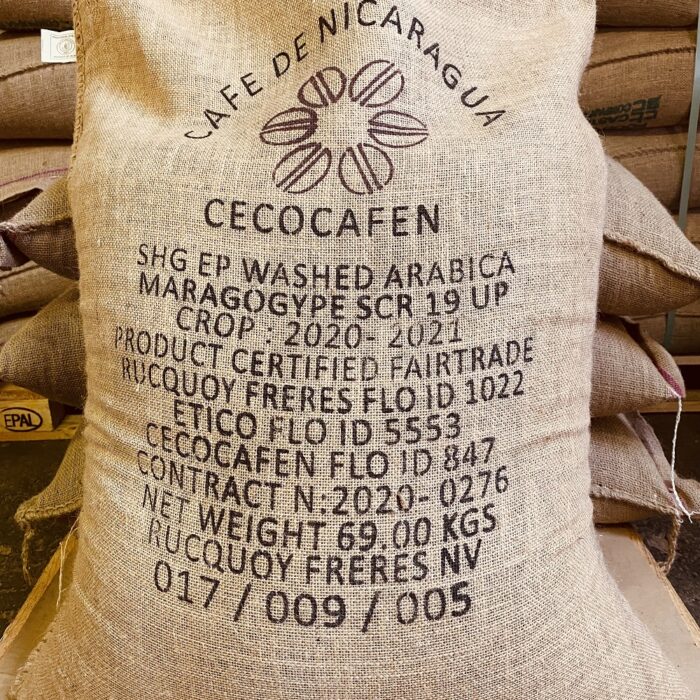 CAFE DE NICARAGUA
CECOCAFEN
SHG EP WASHED ARABICA
MARAGOGYPE SCR 19 UP
CROP : 2020- 2021
PRODUCT CERTIFIED FAIRTRADE
RUCQUOY FRERES FLO ID 1022
ETICO FLO ID 5553
CECOCAFEN FLO ID 847
CONTRACT N:2020- 0276
NET WEIGHT 69.00 KGS
RUCQUOY FRERES NV
017 / 009 / 005
EPAL